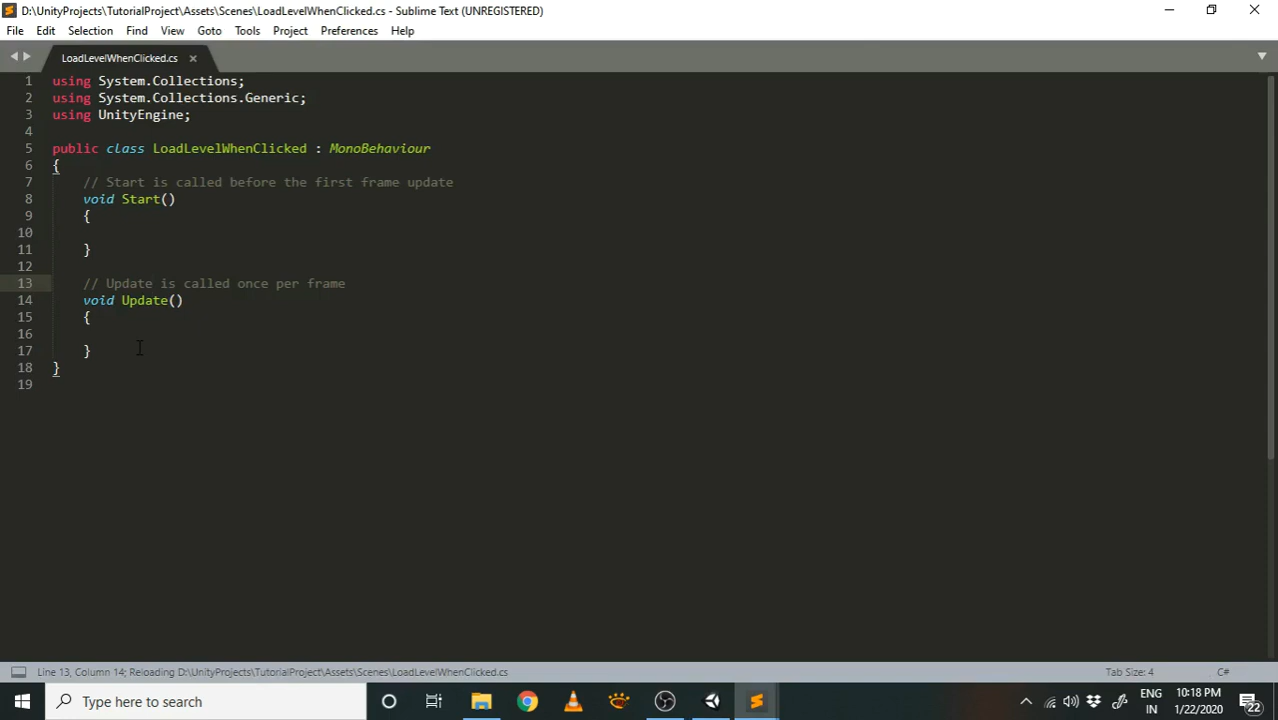 D:\UnityProjects\TutorialProject\Assets\Scenes\LoadLevelWhenClicked.cs - Sublime Text (UNREGISTERED)
File Edit Selection Find View Goto Tools Project Preferences Help
LoadLevelWhenClicked.cs
1 using System.Collections;
2 using System.Collections.Generic;
3 using UnityEngine;
4
5 public class LoadLevelWhenClicked : MonoBehaviour
6 {
7 // Start is called before the first frame update
8 void Start()
9 {
10
11 }
12
13 // Update is called once per frame
14 void Update()
15 {
16
17 }
18 }
19
Line 13, Column 14; Reloading D:\UnityProjects\TutorialProject\Assets\Scenes\LoadLevelWhenClicked.cs Tab Size: 4 C#
Type here to search
ENG 10:18 PM
IN 1/22/2020 22